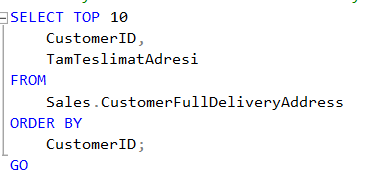 SELECT TOP 10
CustomerID,
TamTeslimatAdresi
FROM
Sales.CustomerFullDeliveryAddress
ORDER BY
CustomerID;
GO